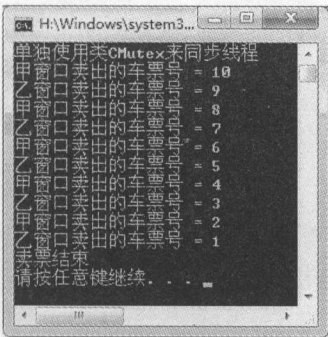 H:\Windows\system3...
单独使用类CMutex来同步线程
甲窗口卖出的车票号 = 10
乙窗口卖出的车票号 = 9
甲窗口卖出的车票号 = 8
乙窗口卖出的车票号 = 7
甲窗口卖出的车票号 = 6
乙窗口卖出的车票号 = 5
甲窗口卖出的车票号 = 4
乙窗口卖出的车票号 = 3
甲窗口卖出的车票号 = 2
乙窗口卖出的车票号 = 1
卖票结束
请按任意键继续. . .